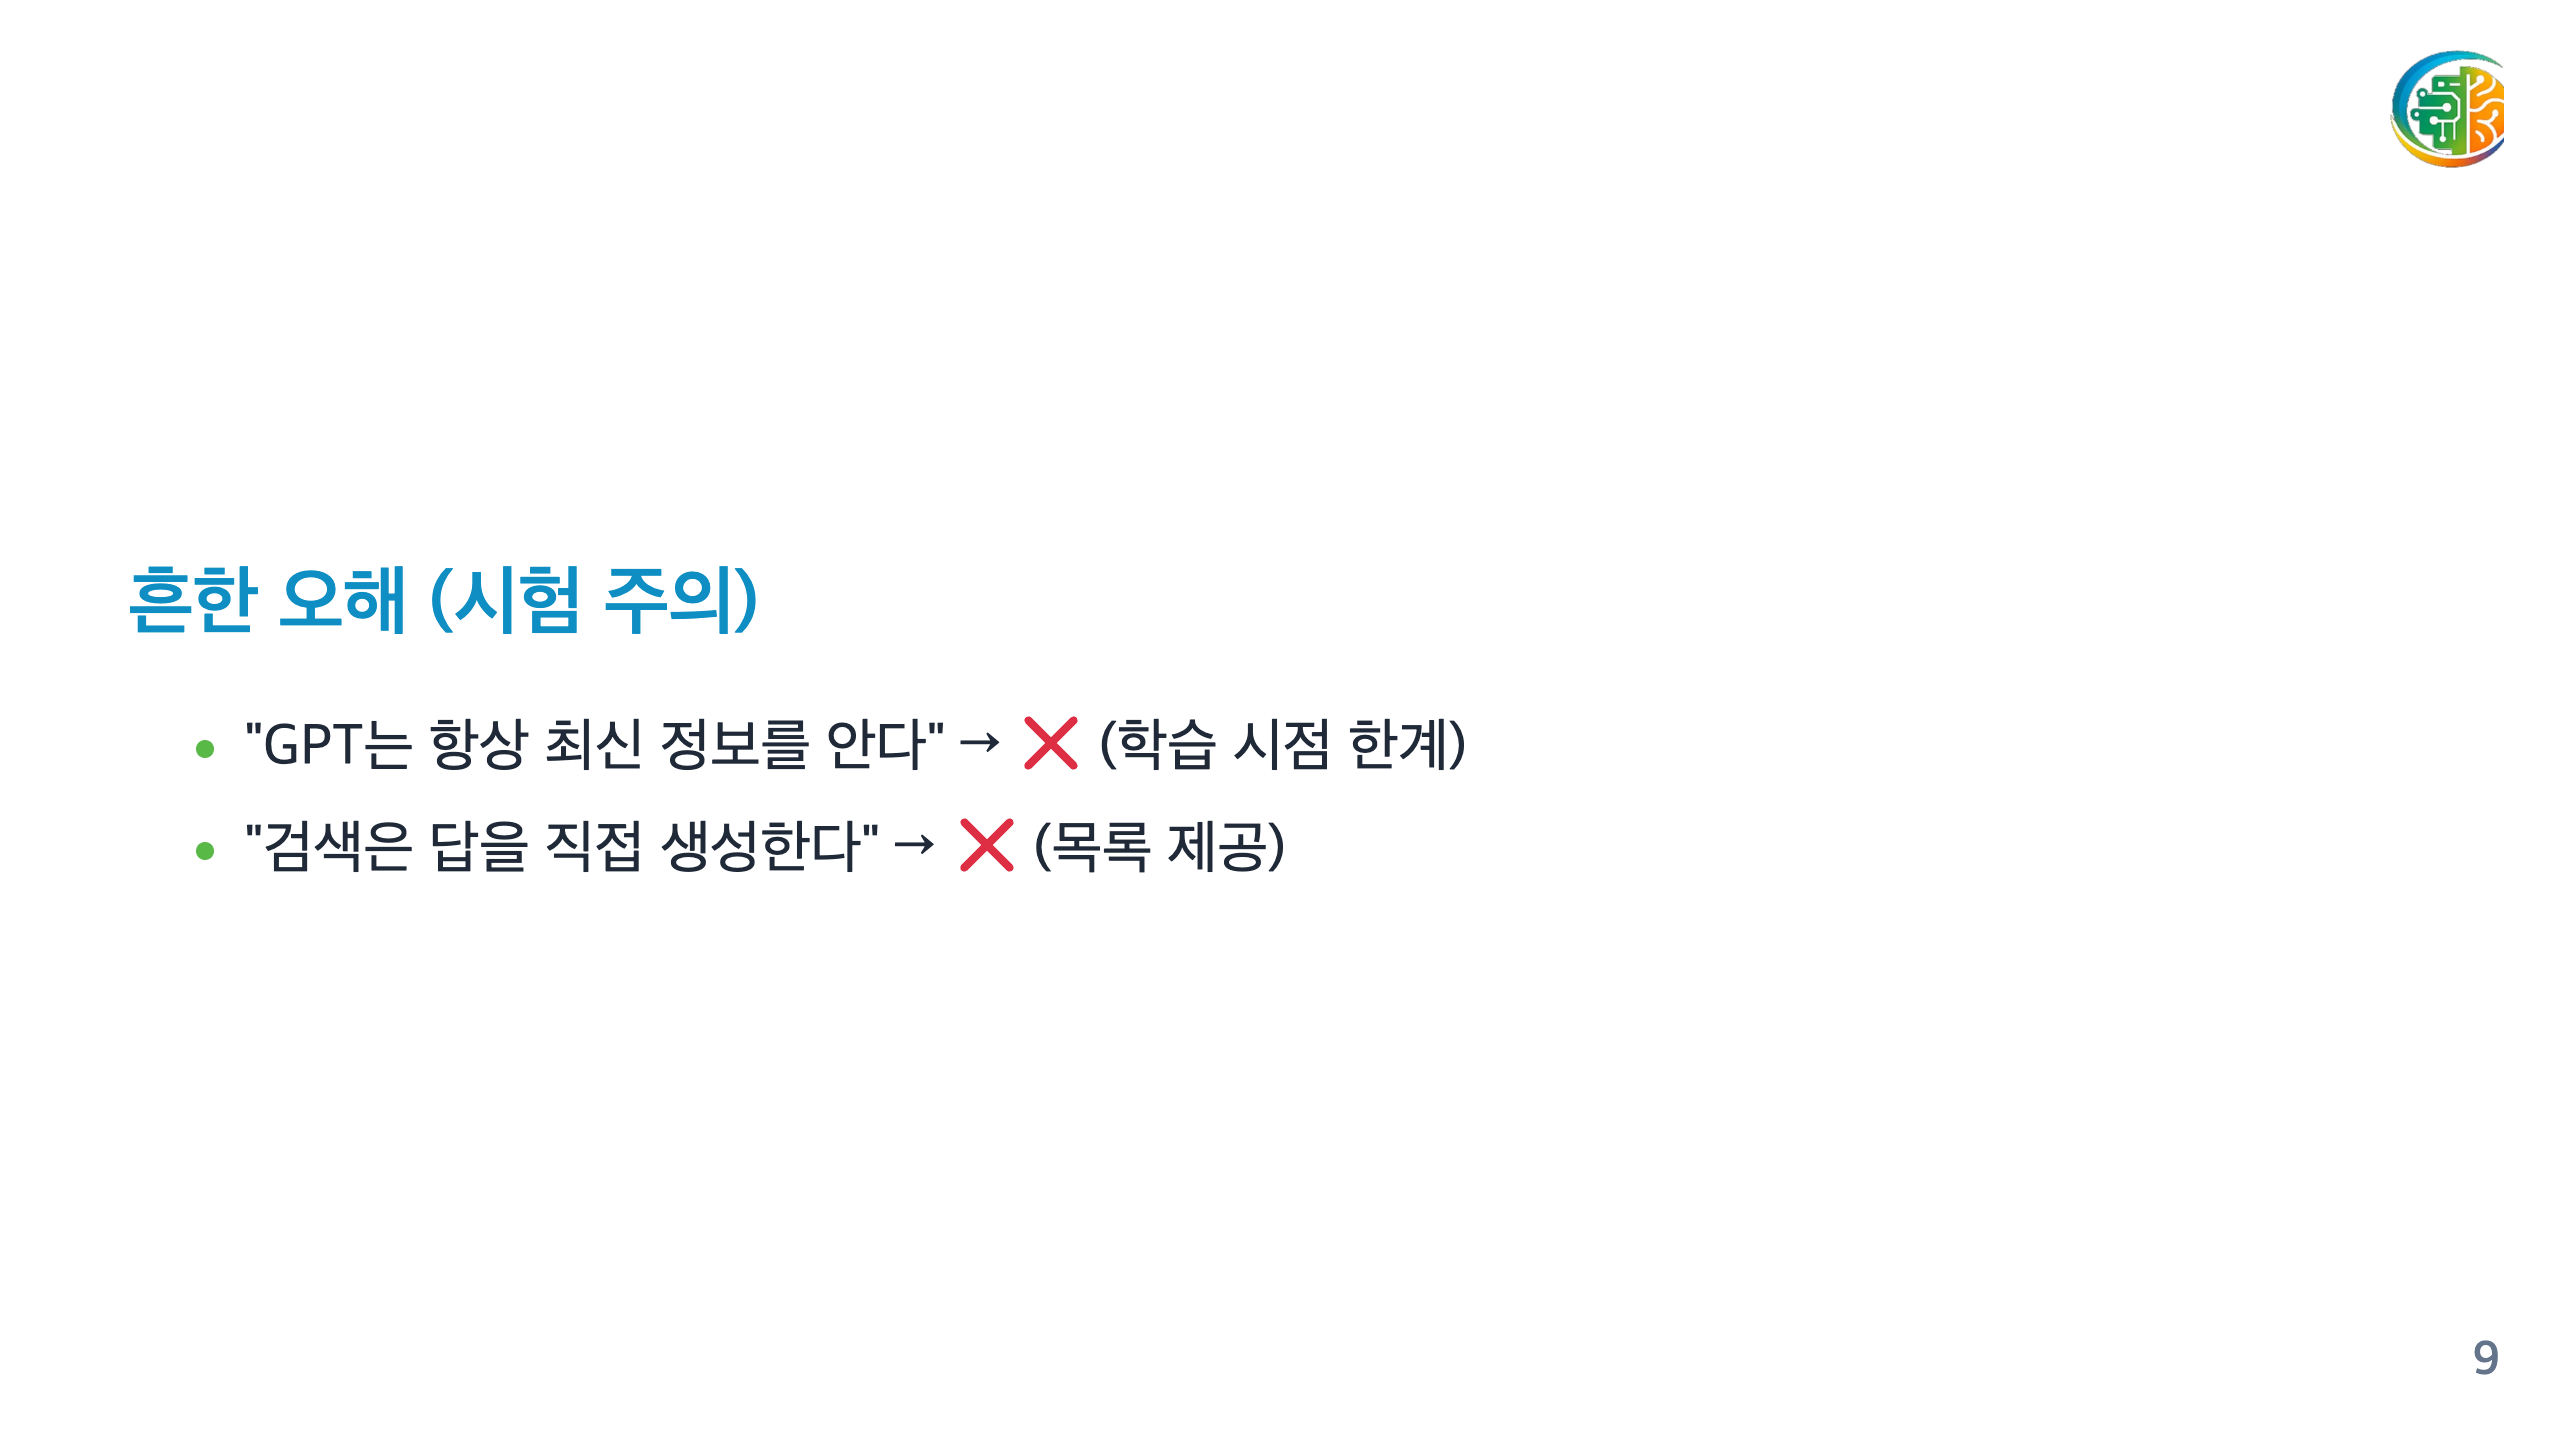 흔한 오해 (시험 주의)
• "GPT는 항상 최신 정보를 안다" → ❌ (학습 시점 한계)
• "검색은 답을 직접 생성한다" → ❌ (목록 제공)
9